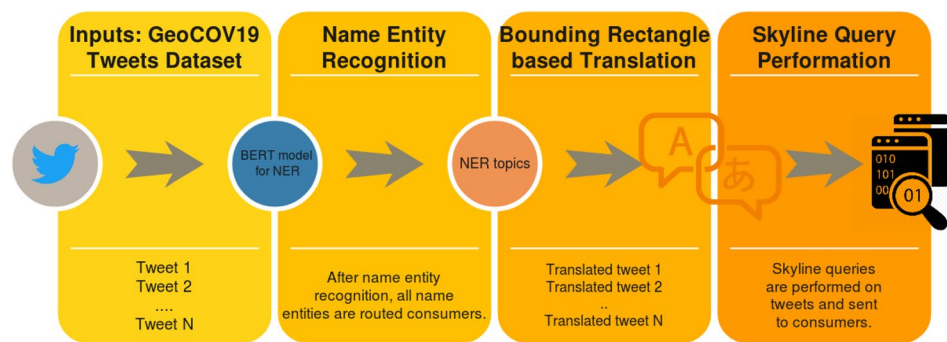 Inputs: GeoCOV19
Tweets Dataset
BERT model
for NER
Tweet 1
Tweet 2
....
Tweet N
Name Entity
Recognition
NER topics
After name entity
recognition, all name
entities are routed consumers.
Bounding Rectangle
based Translation
A
あ
Translated tweet 1
Translated tweet 2
..
Translated tweet N
Skyline Query
Performation
010
101
00
01
Skyline queries
are performed on
tweets and sent
to consumers.